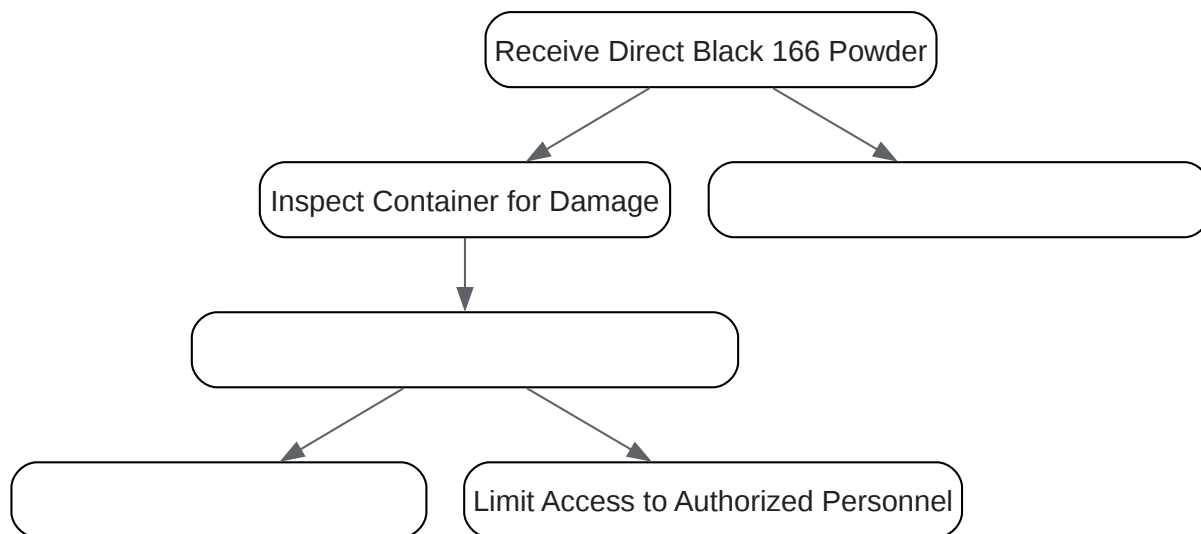 Receive Direct Black 166 Powder
Inspect Container for Damage
Limit Access to Authorized Personnel